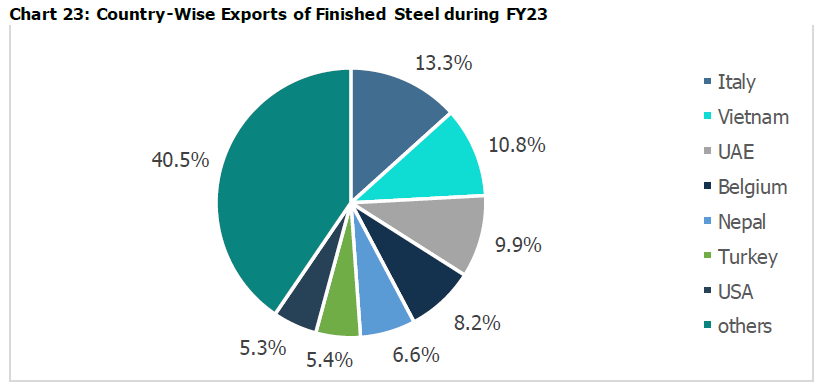 Chart 23: Country-Wise Exports of Finished Steel during FY23
13.3%
10.8%
9.9%
8.2%
6.6%
5.4%
5.3%
40.5%
Italy
Vietnam
UAE
Belgium
Nepal
Turkey
USA
others